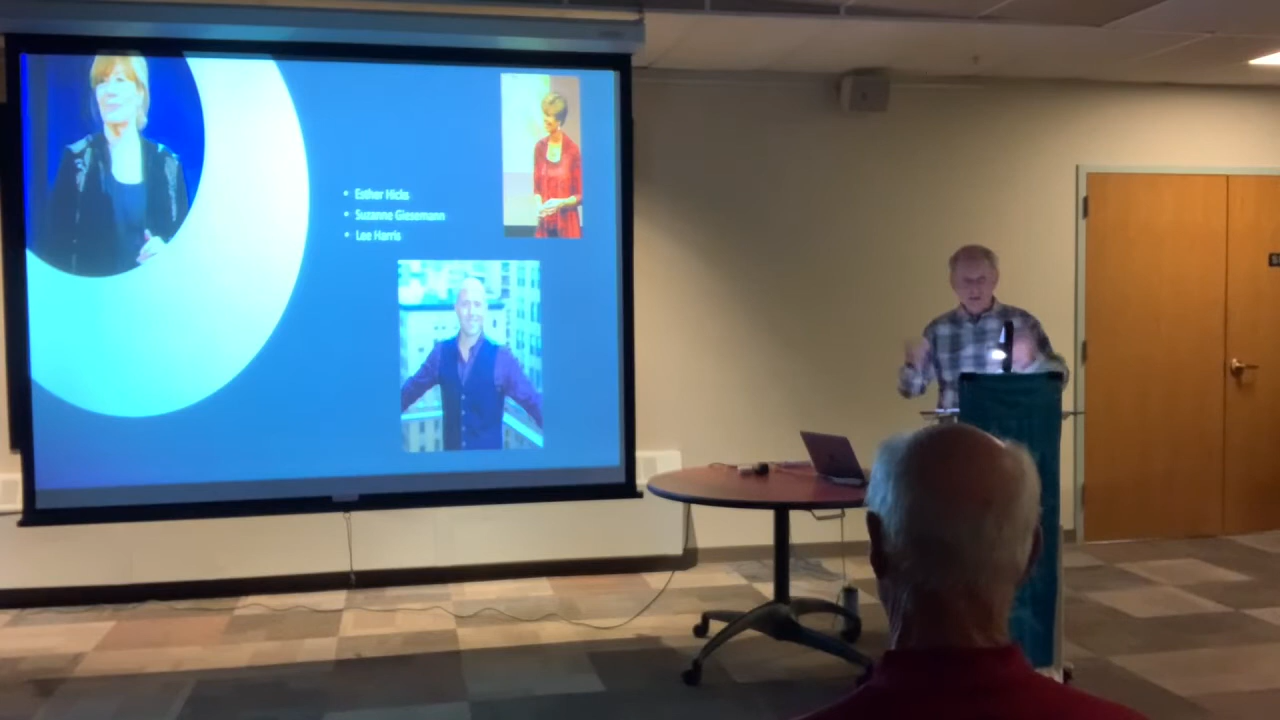 • Esther Hicks
• Suzanne Giesemann
• Lee Harris